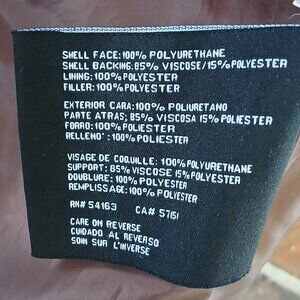 SHELL FACE:100% POLYURETHANE
SHELL BACKING:85% VISCOSE/15% POLYESTER
LINING:100% POLYESTER
FILLER:100% POLYESTER
EXTERIOR CARA:100% POLIURETANO
PARTE ATRAS; 85% VISCOSA 15% POLIESTER
FORRO:100% POLIESTER
RELLENO:100% POLIESTER
VISAGE DE COQUILLE: 100% POLYURETHANE
SUPPORT: 85% VISCOSE 15% POLYESTER
DOUBLURE: 100% POLYESTER
REMPLISSAGE: 100% POLYESTER
RN# 54163 CA# 5751
CARE ON REVERSE
CUIDADO AL REVERSO
SOIN SUR L'INVERSE